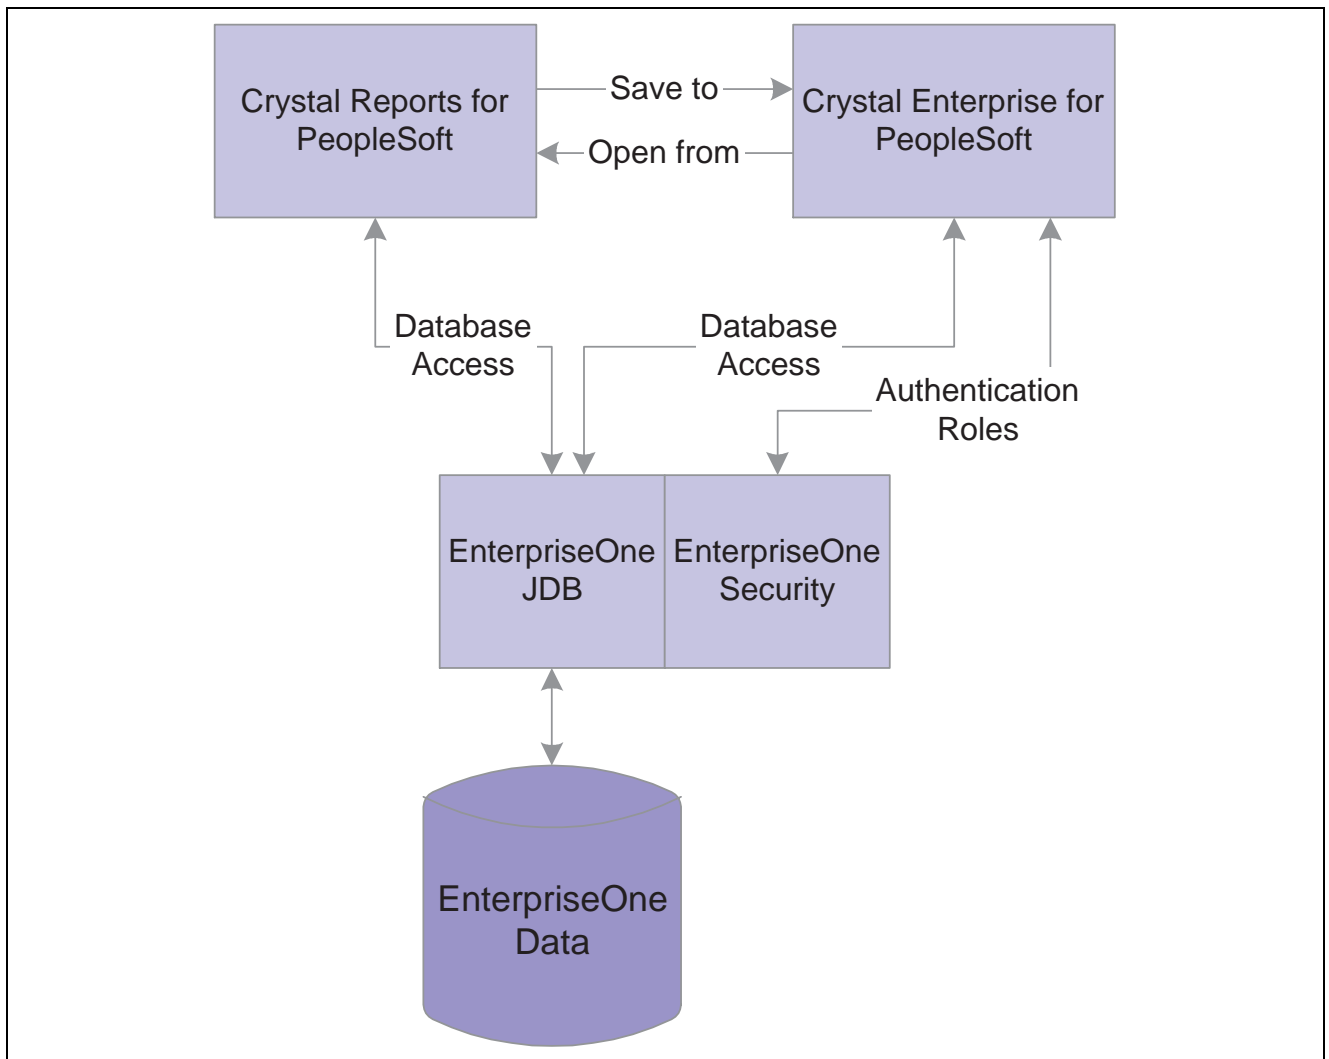 Crystal Reports for
PeopleSoft
Save to
Open from
Crystal Enterprise for
PeopleSoft
Database
Access
Database
Access
Authentication
Roles
EnterpriseOne
JDB
EnterpriseOne
Security
EnterpriseOne
Data